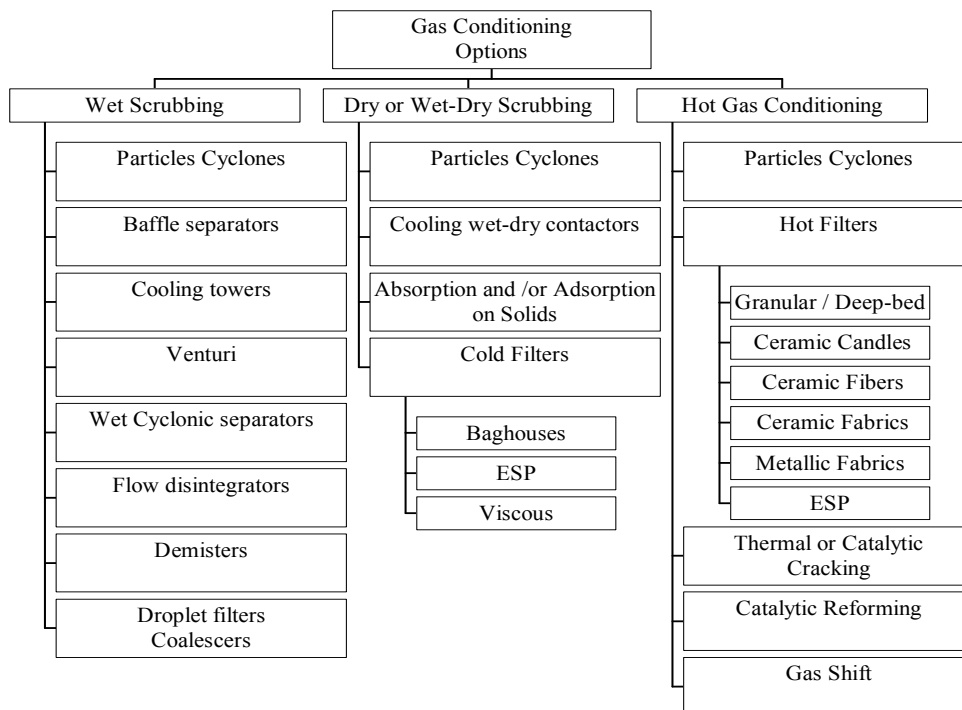 Gas Conditioning
Options
Wet Scrubbing
Particles Cyclones
Baffle separators
Cooling towers
Venturi
Wet Cyclonic separators
Flow disintegrators
Demisters
Droplet filters
Coalescers
Dry or Wet-Dry Scrubbing
Particles Cyclones
Cooling wet-dry contactors
Absorption and /or Adsorption
on Solids
Cold Filters
Baghouses
ESP
Viscous
Hot Gas Conditioning
Particles Cyclones
Hot Filters
Granular / Deep-bed
Ceramic Candles
Ceramic Fibers
Ceramic Fabrics
Metallic Fabrics
ESP
Thermal or Catalytic
Cracking
Catalytic Reforming
Gas Shift